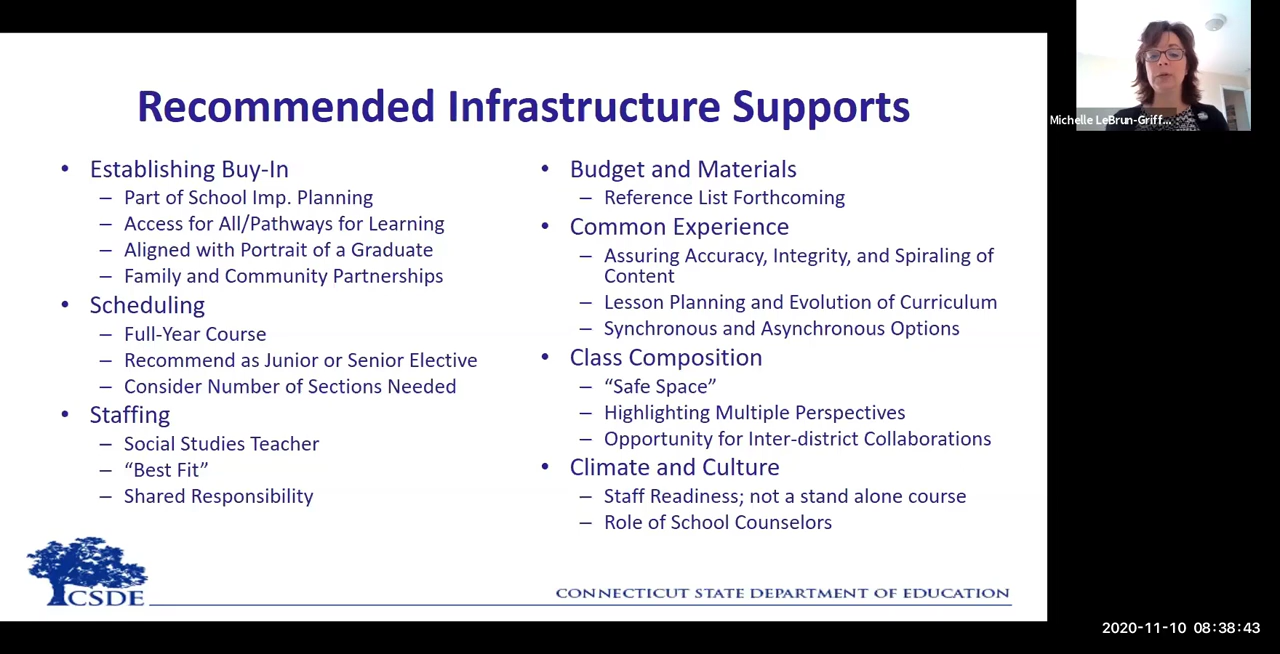 Recommended Infrastructure Supports
• Establishing Buy-In
– Part of School Imp. Planning
– Access for All/Pathways for Learning
– Aligned with Portrait of a Graduate
– Family and Community Partnerships
• Scheduling
– Full-Year Course
– Recommend as Junior or Senior Elective
– Consider Number of Sections Needed
• Staffing
– Social Studies Teacher
– “Best Fit”
– Shared Responsibility
• Budget and Materials
– Reference List Forthcoming
• Common Experience
– Assuring Accuracy, Integrity, and Spiraling of
Content
– Lesson Planning and Evolution of Curriculum
– Synchronous and Asynchronous Options
• Class Composition
– “Safe Space”
– Highlighting Multiple Perspectives
– Opportunity for Inter-district Collaborations
• Climate and Culture
– Staff Readiness; not a stand alone course
– Role of School Counselors
CSDE
CONNECTICUT STATE DEPARTMENT OF EDUCATION
Michelle LeBrun-Griff...
2020-11-10 08:38:43